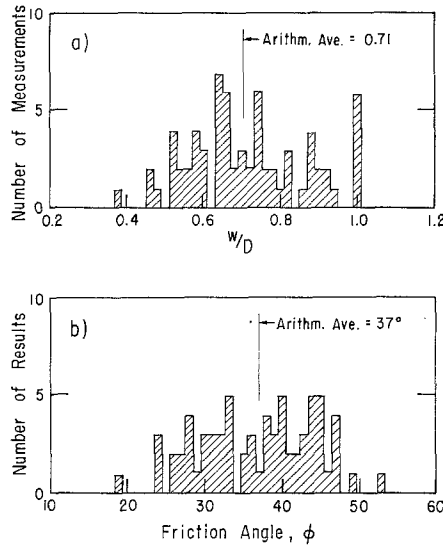 10
a)
Arithm. Ave. = 0.71
5
0
Number of Measurements
0.2 0.4 0.6 0.8 1.0 1.2
W/D
10
b)
Arithm. Ave. = 37°
5
0
Number of Results
10 20 30 40 50 60
Friction Angle, ϕ